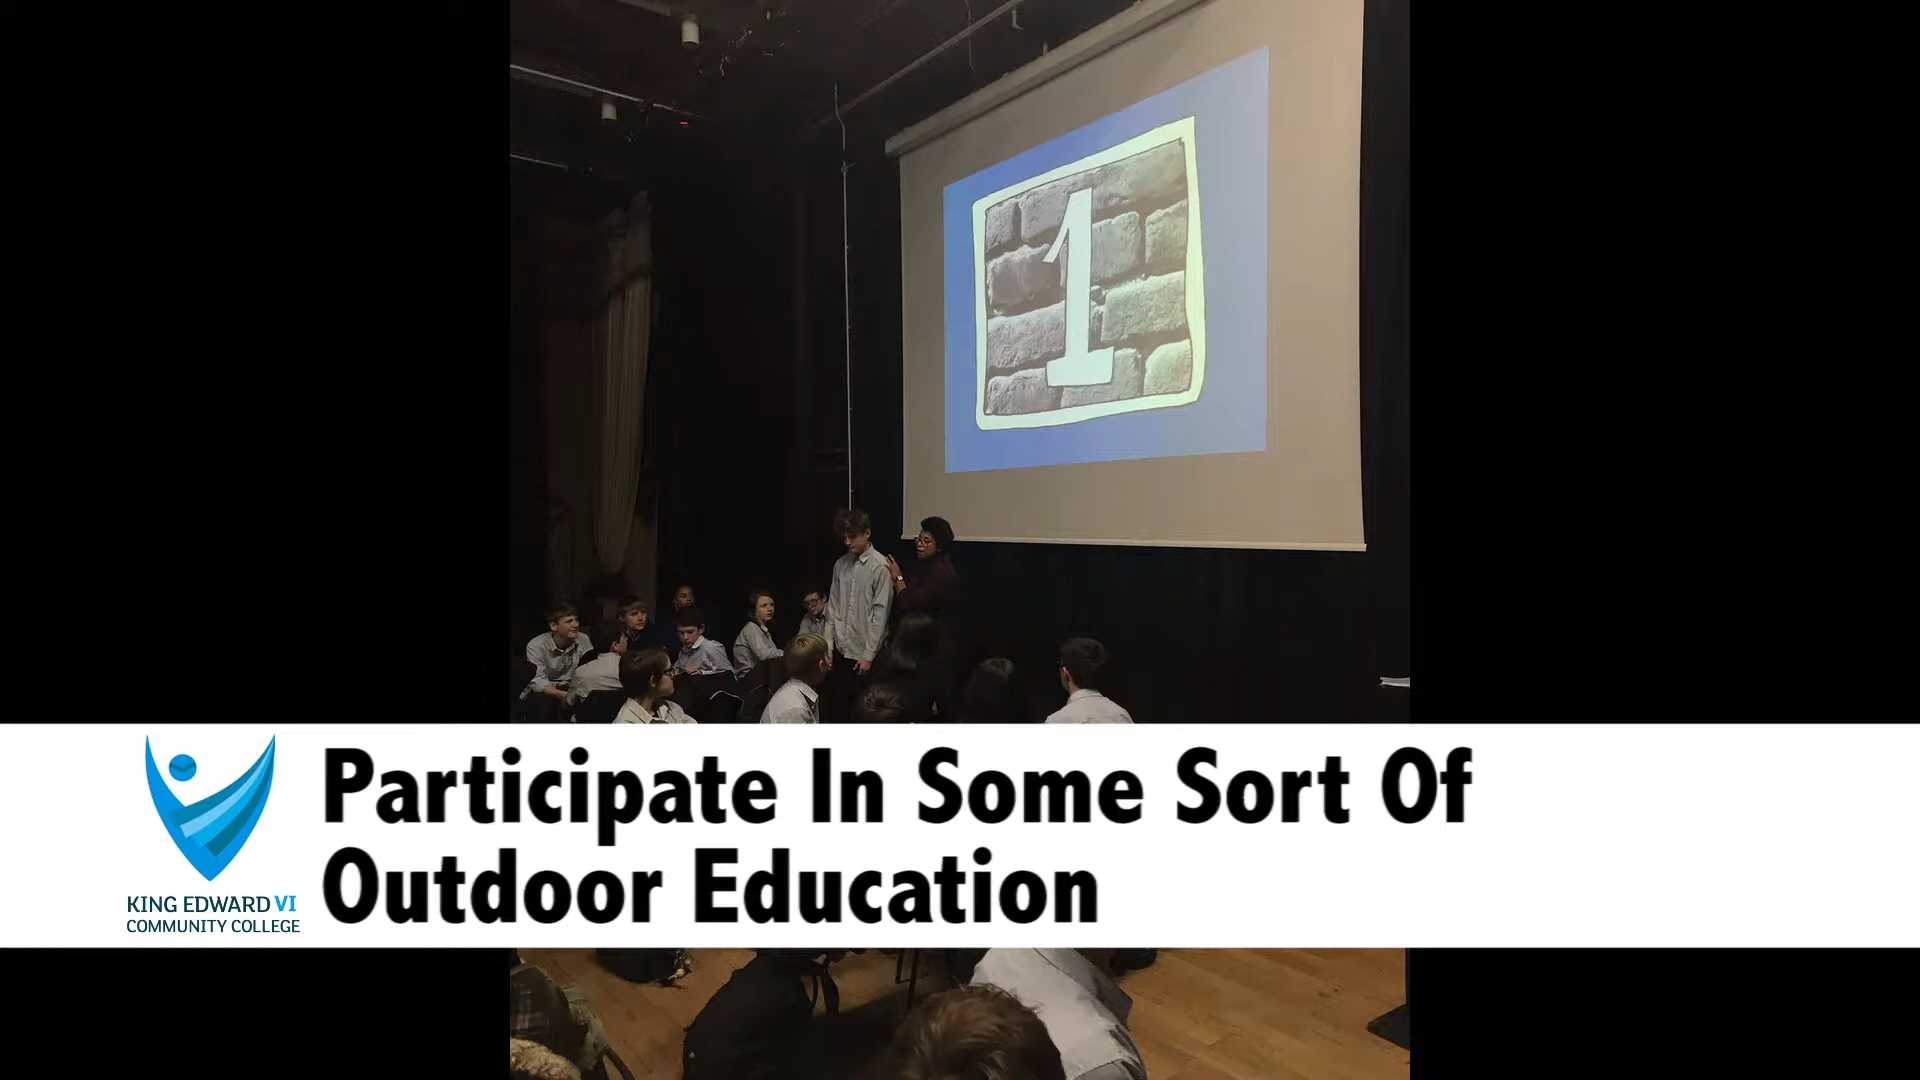 1
Participate In Some Sort Of
Outdoor Education
KING EDWARD VI
COMMUNITY COLLEGE